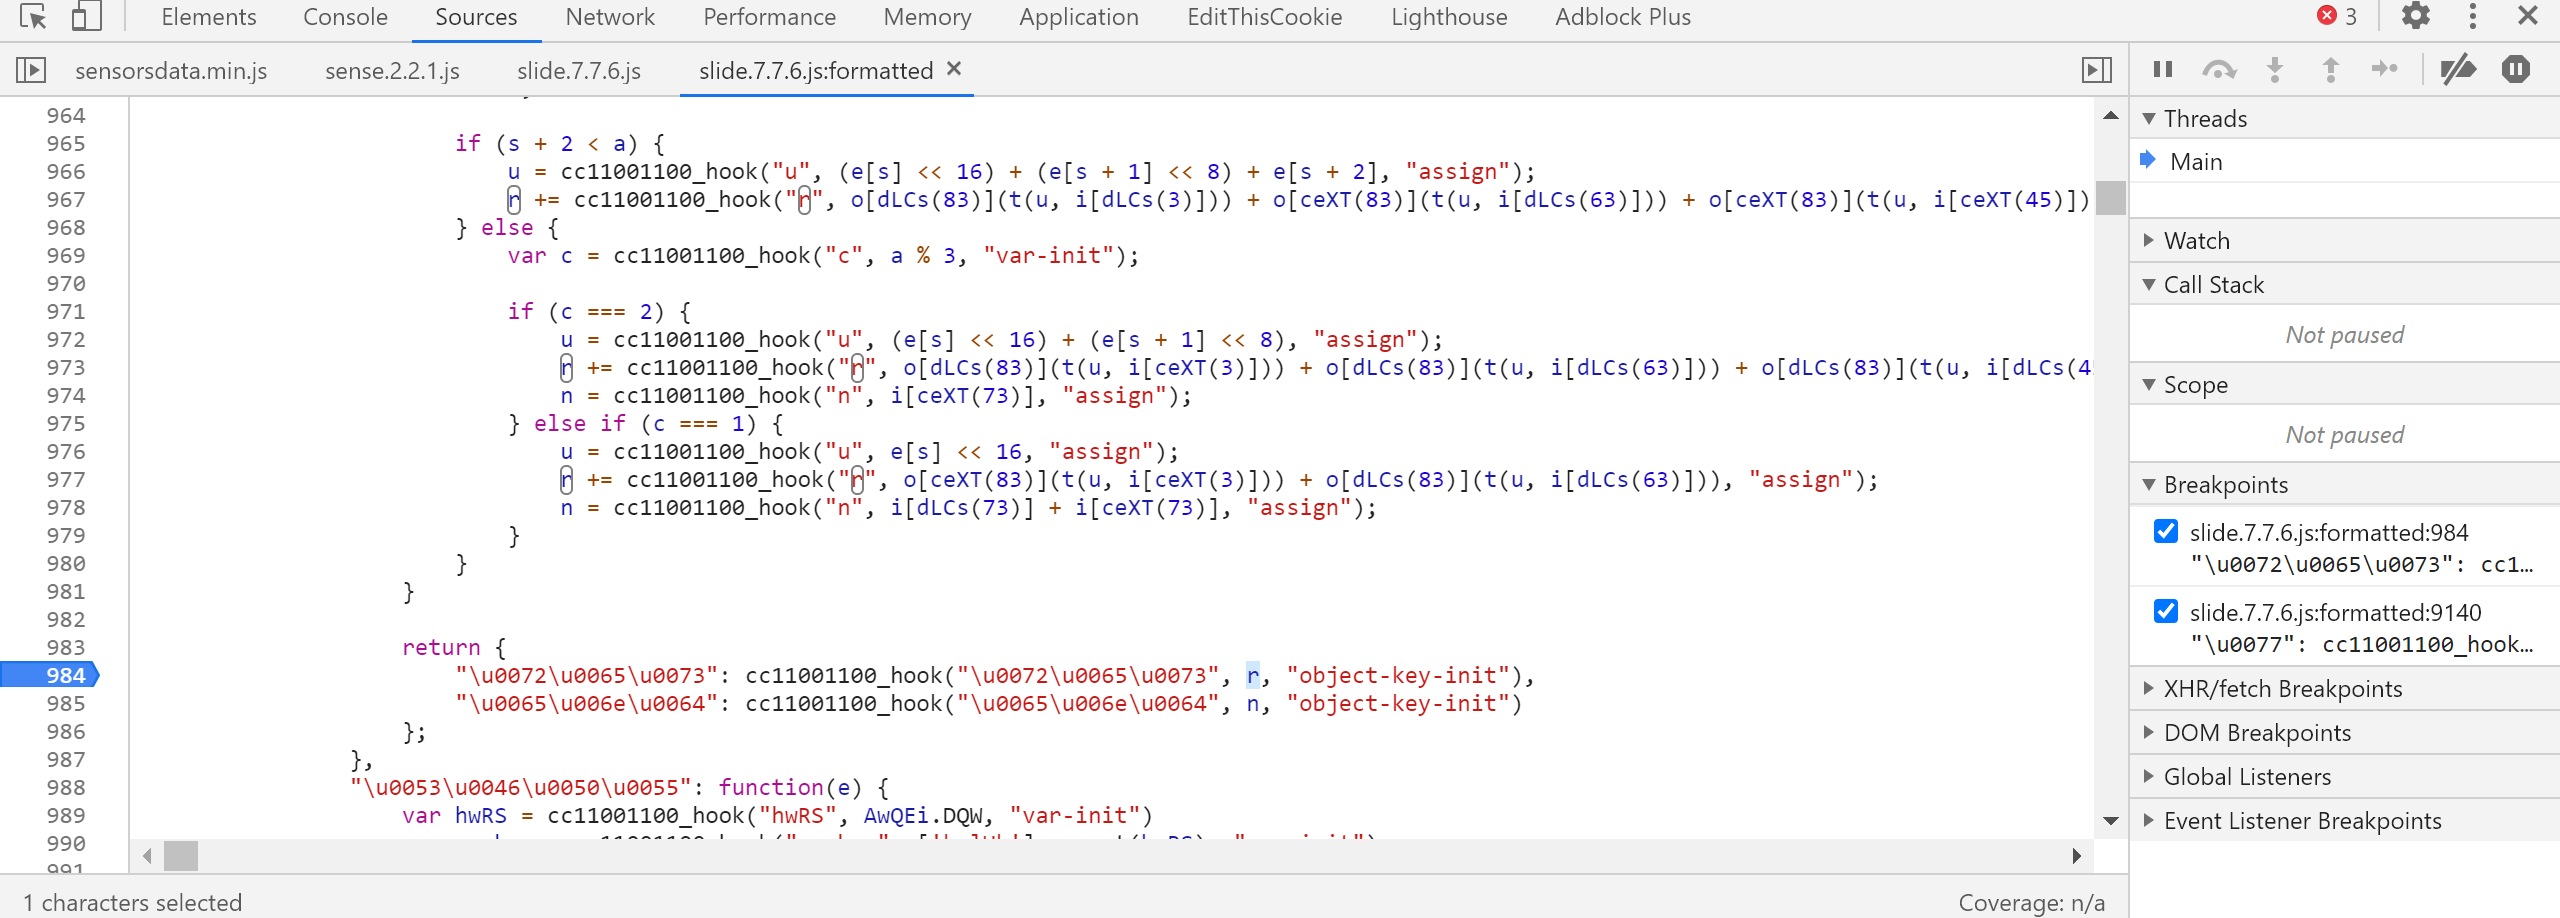 Elements Console Sources Network Performance Memory Application EditThisCookie Lighthouse Adblock Plus 3
sensorsdata.min.js sense.2.2.1.js slide.7.7.6.js slide.7.7.6.js:formatted
964
965 if (s + 2 < a) {
966 u = cc11001100_hook("u", (e[s] << 16) + (e[s + 1] << 8) + e[s + 2], "assign");
967 r += cc11001100_hook("r", o[dLCs(83)](t(u, i[dLCs(3)])) + o[ceXT(83)](t(u, i[dLCs(63)])) + o[ceXT(83)](t(u, i[ceXT(45)])
968 } else {
969 var c = cc11001100_hook("c", a % 3, "var-init");
970
971 if (c === 2) {
972 u = cc11001100_hook("u", (e[s] << 16) + (e[s + 1] << 8), "assign");
973 r += cc11001100_hook("r", o[dLCs(83)](t(u, i[ceXT(3)])) + o[dLCs(83)](t(u, i[dLCs(63)])) + o[dLCs(83)](t(u, i[dLCs(4
974 n = cc11001100_hook("n", i[ceXT(73)], "assign");
975 } else if (c === 1) {
976 u = cc11001100_hook("u", e[s] << 16, "assign");
977 r += cc11001100_hook("r", o[ceXT(83)](t(u, i[ceXT(3)])) + o[dLCs(83)](t(u, i[dLCs(63)])), "assign");
978 n = cc11001100_hook("n", i[dLCs(73)] + i[ceXT(73)], "assign");
979 }
980 }
981 }
982
983 return {
984 "\u0072\u0065\u0073": cc11001100_hook("\u0072\u0065\u0073", r, "object-key-init"),
985 "\u0065\u006e\u0064": cc11001100_hook("\u0065\u006e\u0064", n, "object-key-init")
986 };
987 },
988 "\u0053\u0046\u0050\u0055": function(e) {
989 var hwRS = cc11001100_hook("hwRS", AwQEi.DQW, "var-init")
990
991
1 characters selected
Coverage: n/a
Threads
Main
Watch
Call Stack
Not paused
Scope
Not paused
Breakpoints
slide.7.7.6.js:formatted:984
"\u0072\u0065\u0073": cc1…
slide.7.7.6.js:formatted:9140
"\u0077": cc11001100_hook…
XHR/fetch Breakpoints
DOM Breakpoints
Global Listeners
Event Listener Breakpoints